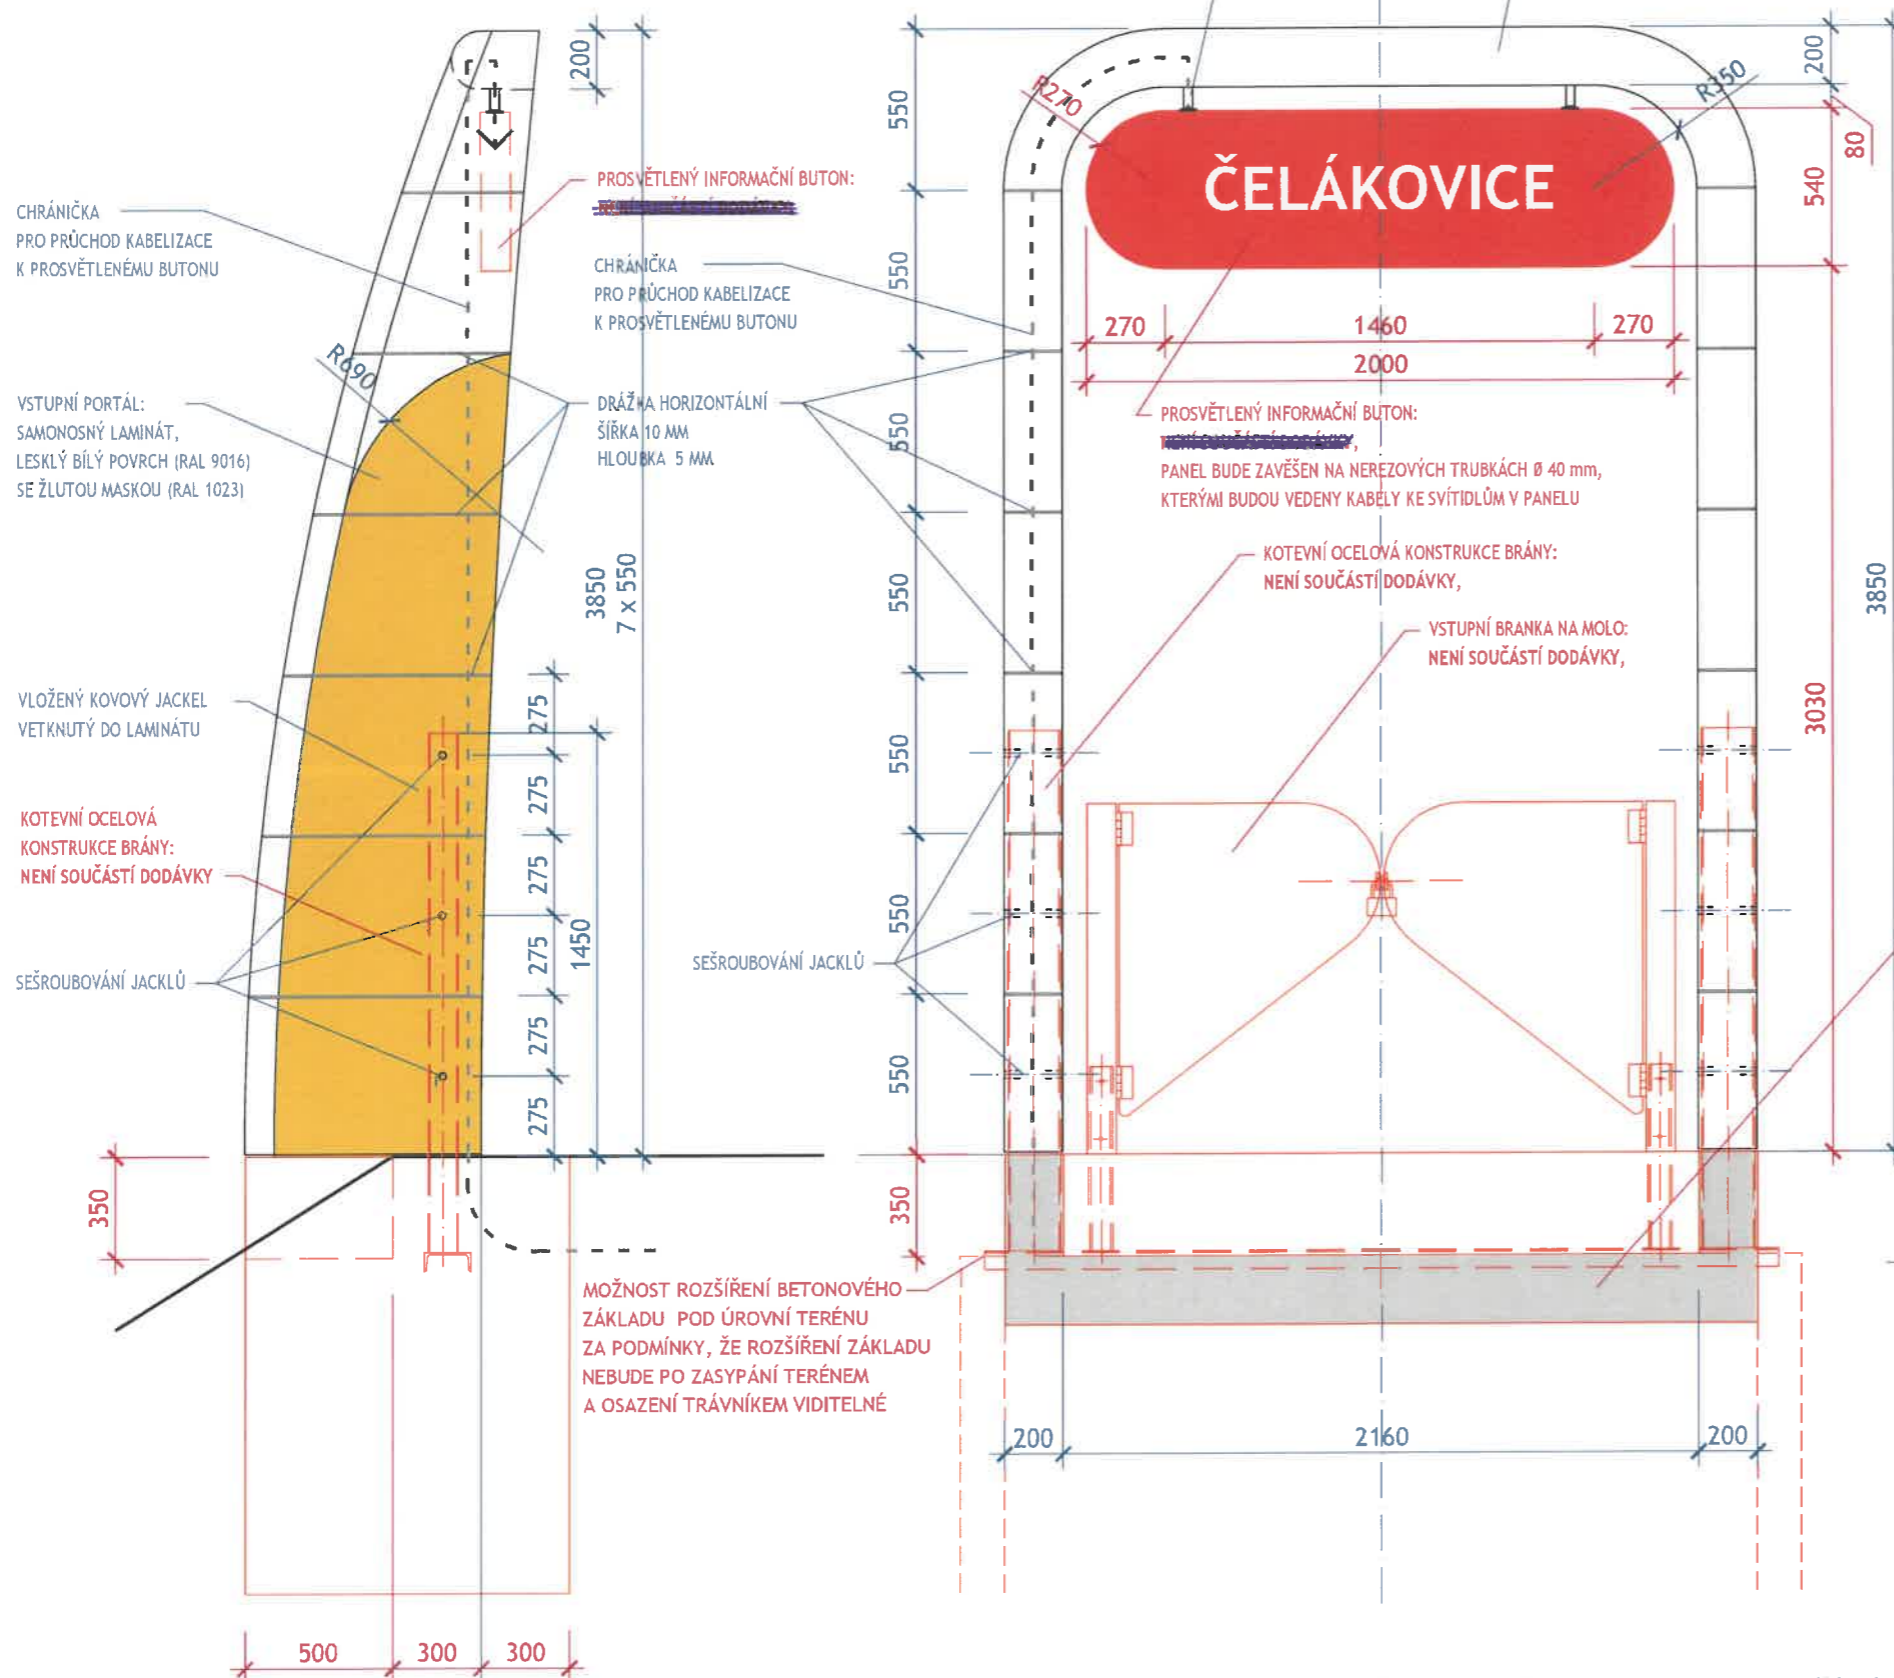 200
CHRÁNIČKA
PRO PRŮCHOD KABELIZACE
K PROSVĚTLENÉMU BUTONU
PROSVĚTLENÝ INFORMAČNÍ BUTON:
CHRÁNIČKA
PRO PRŮCHOD KABELIZACE
K PROSVĚTLENÉMU BUTONU
R690
VSTUPNÍ PORTÁL:
SAMONOSNÝ LAMINÁT,
LESKLÝ BÍLÝ POVRCH (RAL 9016)
SE ŽLUTOU MASKOU (RAL 1023)
DRÁŽKA HORIZONTÁLNÍ
ŠÍŘKA 10 MM
HLOUBKA 5 MM
3850
7 x 550
VLOŽENÝ KOVOVÝ JACKEL
VETKNUTÝ DO LAMINÁTU
KOTEVNÍ OCELOVÁ
KONSTRUKCE BRÁNY:
NENÍ SOUČÁSTÍ DODÁVKY
SEŠROUBOVÁNÍ JACKLŮ
275
275
275
275
275
275
1450
350
500
300
300
MOŽNOST ROZŠÍŘENÍ BETONOVÉHO
ZÁKLADU POD ÚROVNÍ TERÉNU
ZA PODMÍNKY, ŽE ROZŠÍŘENÍ ZÁKLADU
NEBUDE PO ZASYPÁNÍ TERÉNEM
A OSAZENÍ TRÁVNÍKEM VIDITELNÉ
550
550
550
550
550
550
550
350
SEŠROUBOVÁNÍ JACKLŮ
R270
R350
ČELÁKOVICE
200
80
540
3030
3850
270
1460
270
2000
PROSVĚTLENÝ INFORMAČNÍ BUTON:
PANEL BUDE ZAVĚŠEN NA NEREZOVÝCH TRUBKÁCH Ø 40 mm,
KTERÝMI BUDOU VEDENY KABELY KE SVÍTIDLŮM V PANELU
KOTEVNÍ OCELOVÁ KONSTRUKCE BRÁNY:
NENÍ SOUČÁSTÍ DODÁVKY,
VSTUPNÍ BRANKA NA MOLO:
NENÍ SOUČÁSTÍ DODÁVKY,
200
2160
200